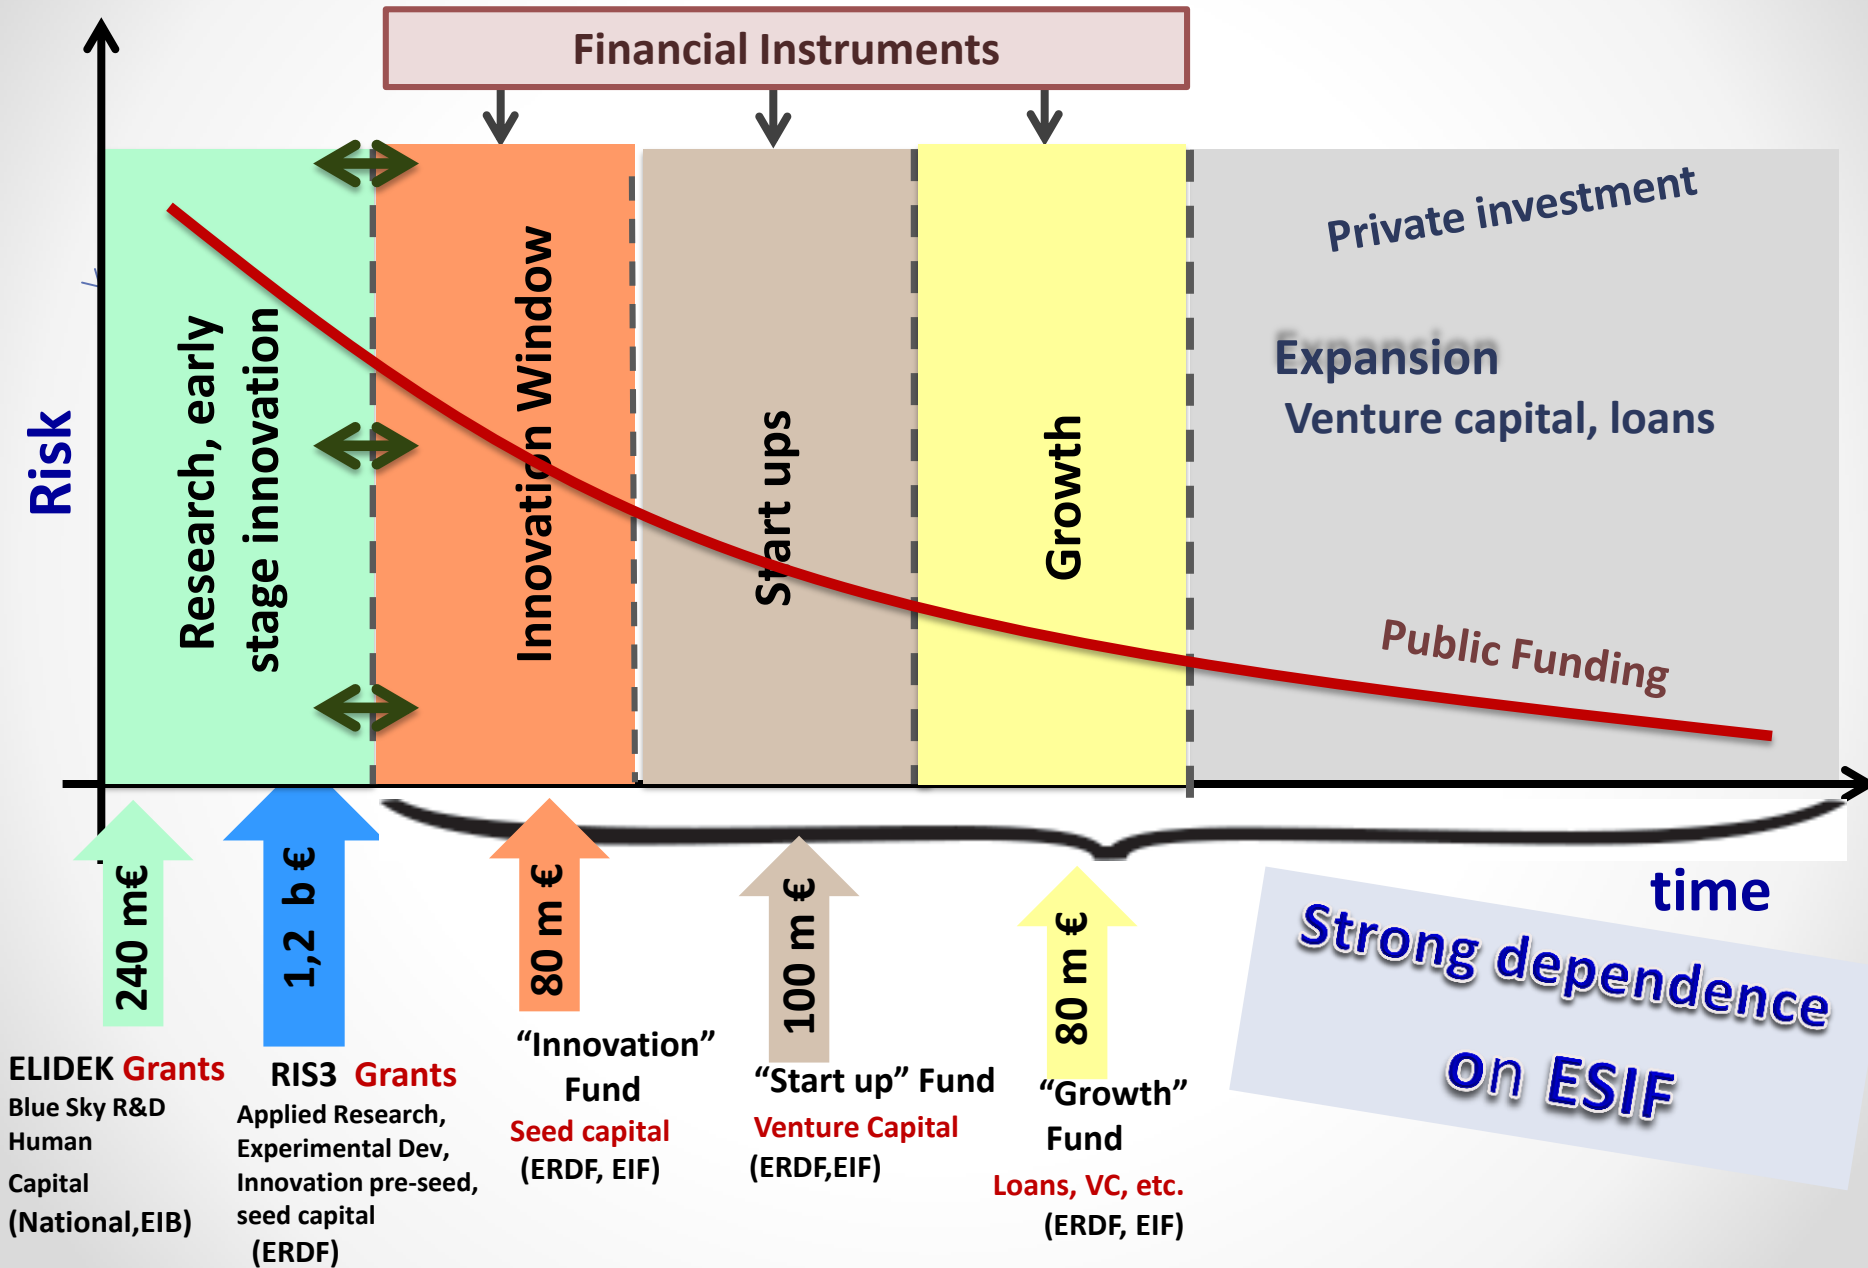 Financial Instruments
Risk
Research, early
stage innovation
Innovation Window
Start ups
Growth
Private investment
Expansion
Venture capital, loans
Public Funding
time
240 m€
1,2 b €
80 m €
100 m €
80 m €
ELIDEK Grants
Blue Sky R&D
Human
Capital
(National,EIB)
RIS3 Grants
Applied Research,
Experimental Dev,
Innovation pre-seed,
seed capital
(ERDF)
“Innovation”
Fund
Seed capital
(ERDF, EIF)
“Start up” Fund
Venture Capital
(ERDF,EIF)
“Growth”
Fund
Loans, VC, etc.
(ERDF, EIF)
Strong dependence
on ESIF